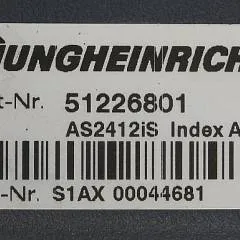 JUNGHEINRICH
t-Nr. 51226801
AS2412iS Index A
-Nr. S1AX 00044681